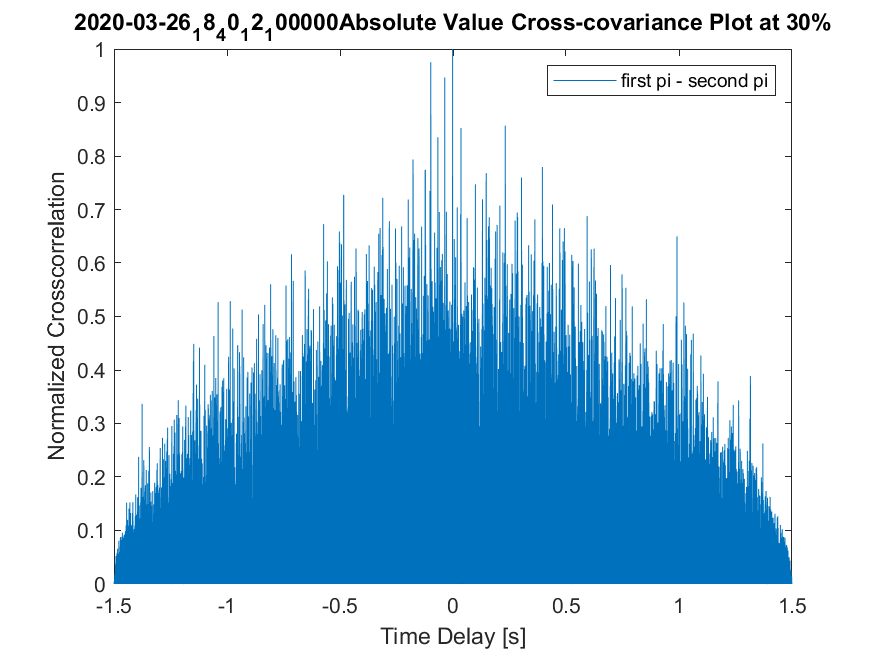 2020-03-26₁8₄0₁2₁00000Absolute Value Cross-covariance Plot at 30%
first pi - second pi
Normalized Crosscorrelation
1
0.9
0.8
0.7
0.6
0.5
0.4
0.3
0.2
0.1
0
-1.5 -1 -0.5 0 0.5 1 1.5
Time Delay [s]